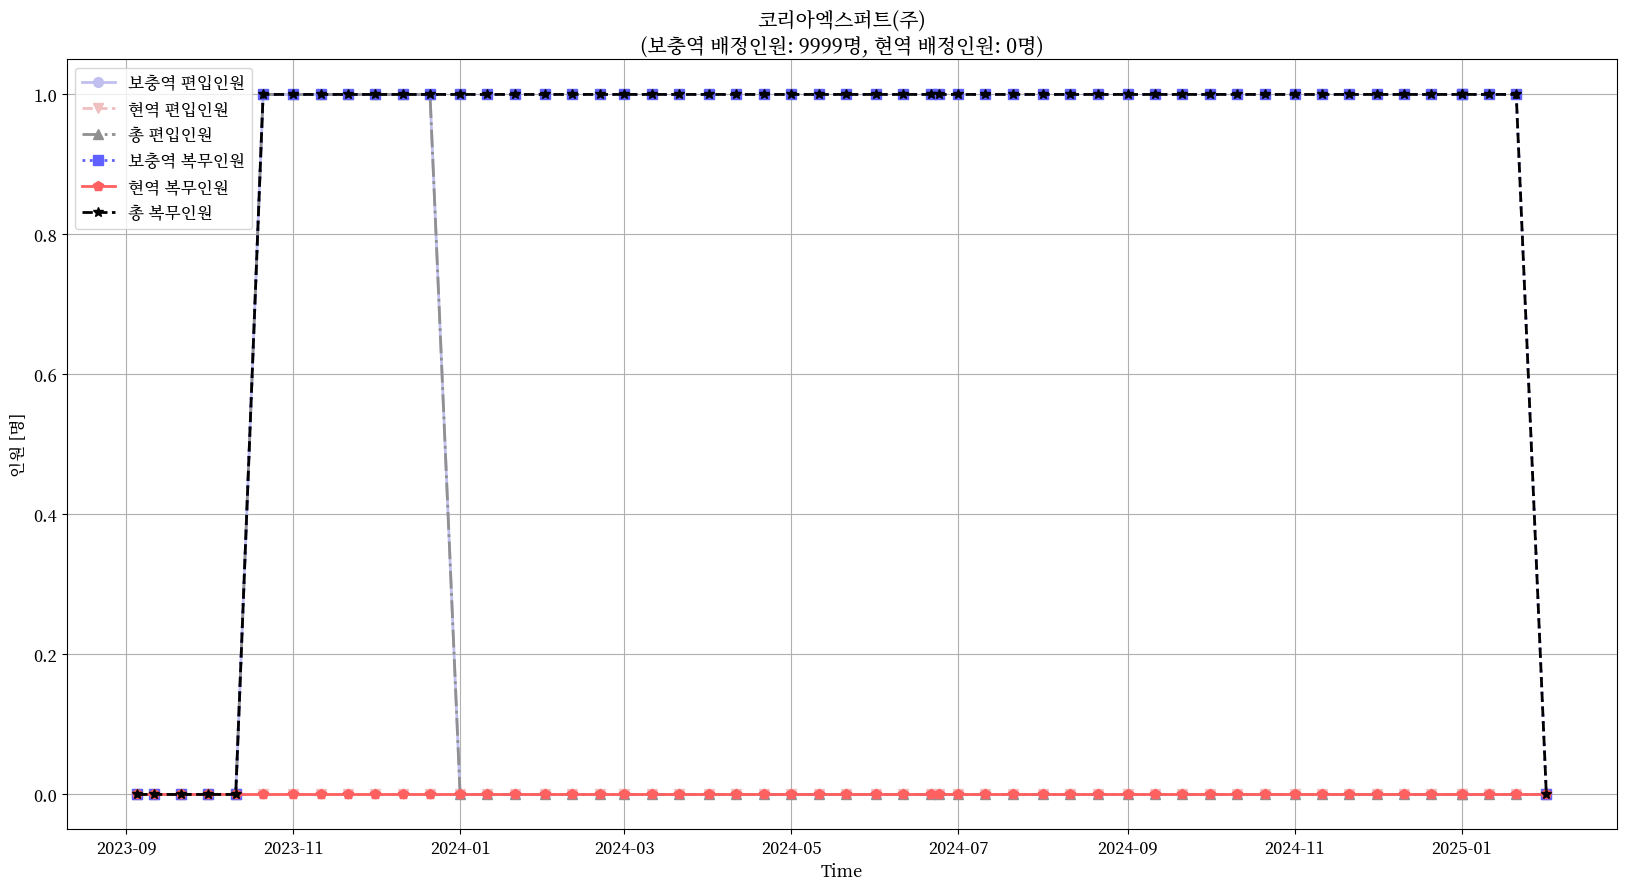 코리아엑스퍼트(주)
(보충역 배정인원: 9999명, 현역 배정인원: 0명)
보충역 편입인원
현역 편입인원
총 편입인원
보충역 복무인원
현역 복무인원
총 복무인원
1.0
0.8
0.6
0.4
0.2
0.0
인원 [명]
2023-09
2023-11
2024-01
2024-03
2024-05
2024-07
2024-09
2024-11
2025-01
Time